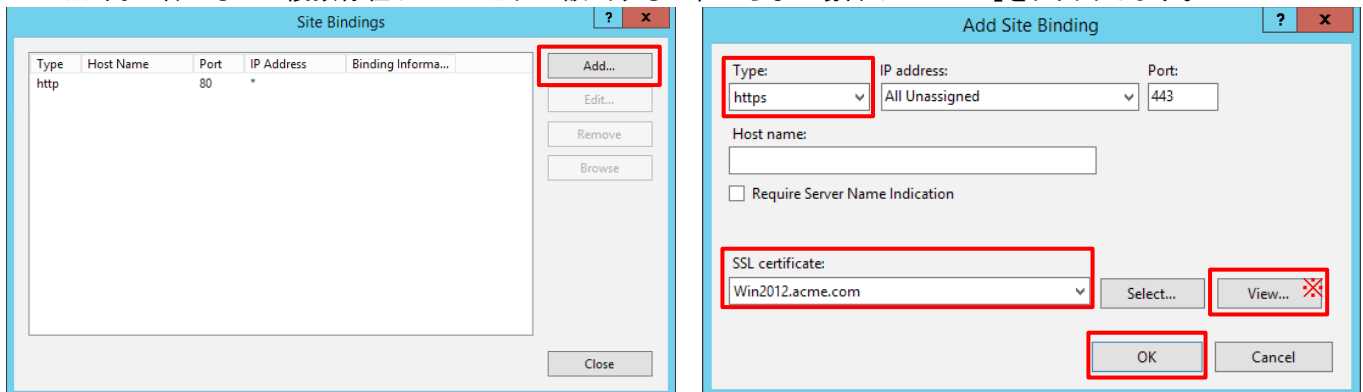 Site Bindings
? x
Type Host Name Port IP Address Binding Informa...
http 80 *
Add...
Edit...
Remove
Browse
Close
Add Site Binding
? x
Type: IP address: Port:
https All Unassigned 443
Host name:
Require Server Name Indication
SSL certificate:
Win2012.acme.com Select... View... ※
OK Cancel